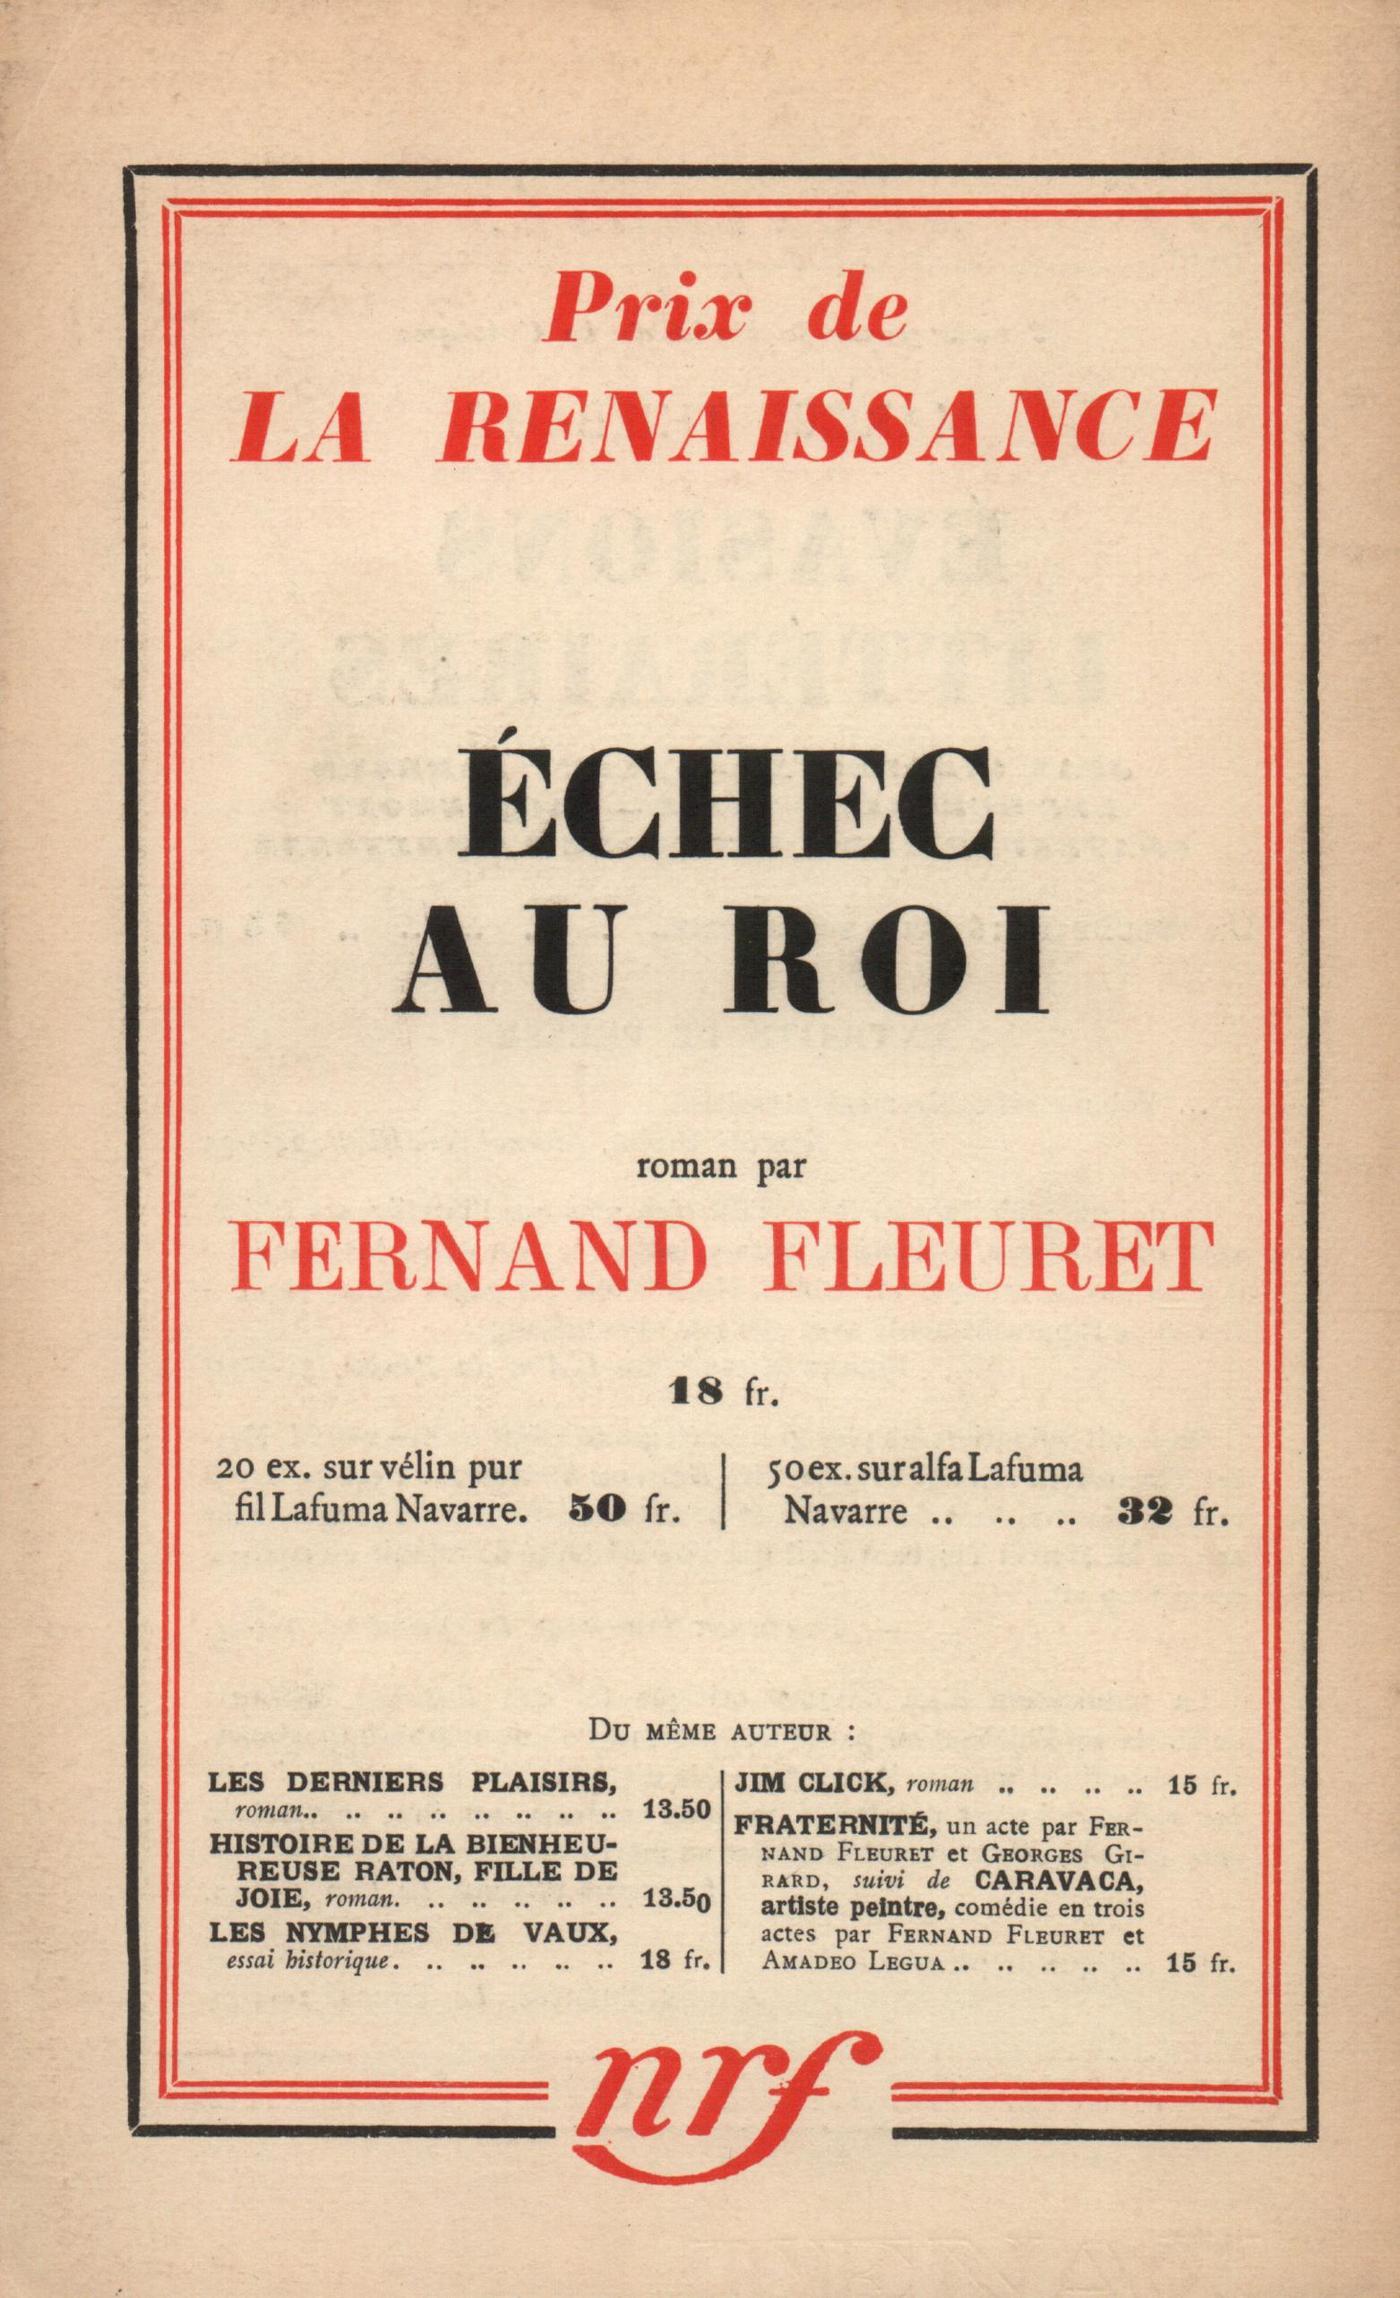 Prix de
LA RENAISSANCE
ÉCHEC
AU ROI
roman par
FERNAND FLEURET
18 fr.
20 ex. sur vélin pur
fil Lafuma Navarre. 50 fr.
50 ex. sur alfa Lafuma
Navarre .. .. .. 32 fr.
DU MÊME AUTEUR :
LES DERNIERS PLAISIRS,
roman.. .. .. .. .. .. .. .. 13.50
HISTOIRE DE LA BIENHEU-
REUSE RATON, FILLE DE
JOIE, roman. .. .. .. .. .. 13.50
LES NYMPHES DE VAUX,
essai historique. .. .. .. .. .. 18 fr.
JIM CLICK, roman .. .. .. .. 15 fr.
FRATERNITÉ, un acte par FER-
NAND FLEURET et GEORGES GI-
RARD, suivi de CARAVACA,
artiste peintre, comédie en trois
actes par FERNAND FLEURET et
AMADEO LEGUA .. .. .. .. .. 15 fr.
nrf